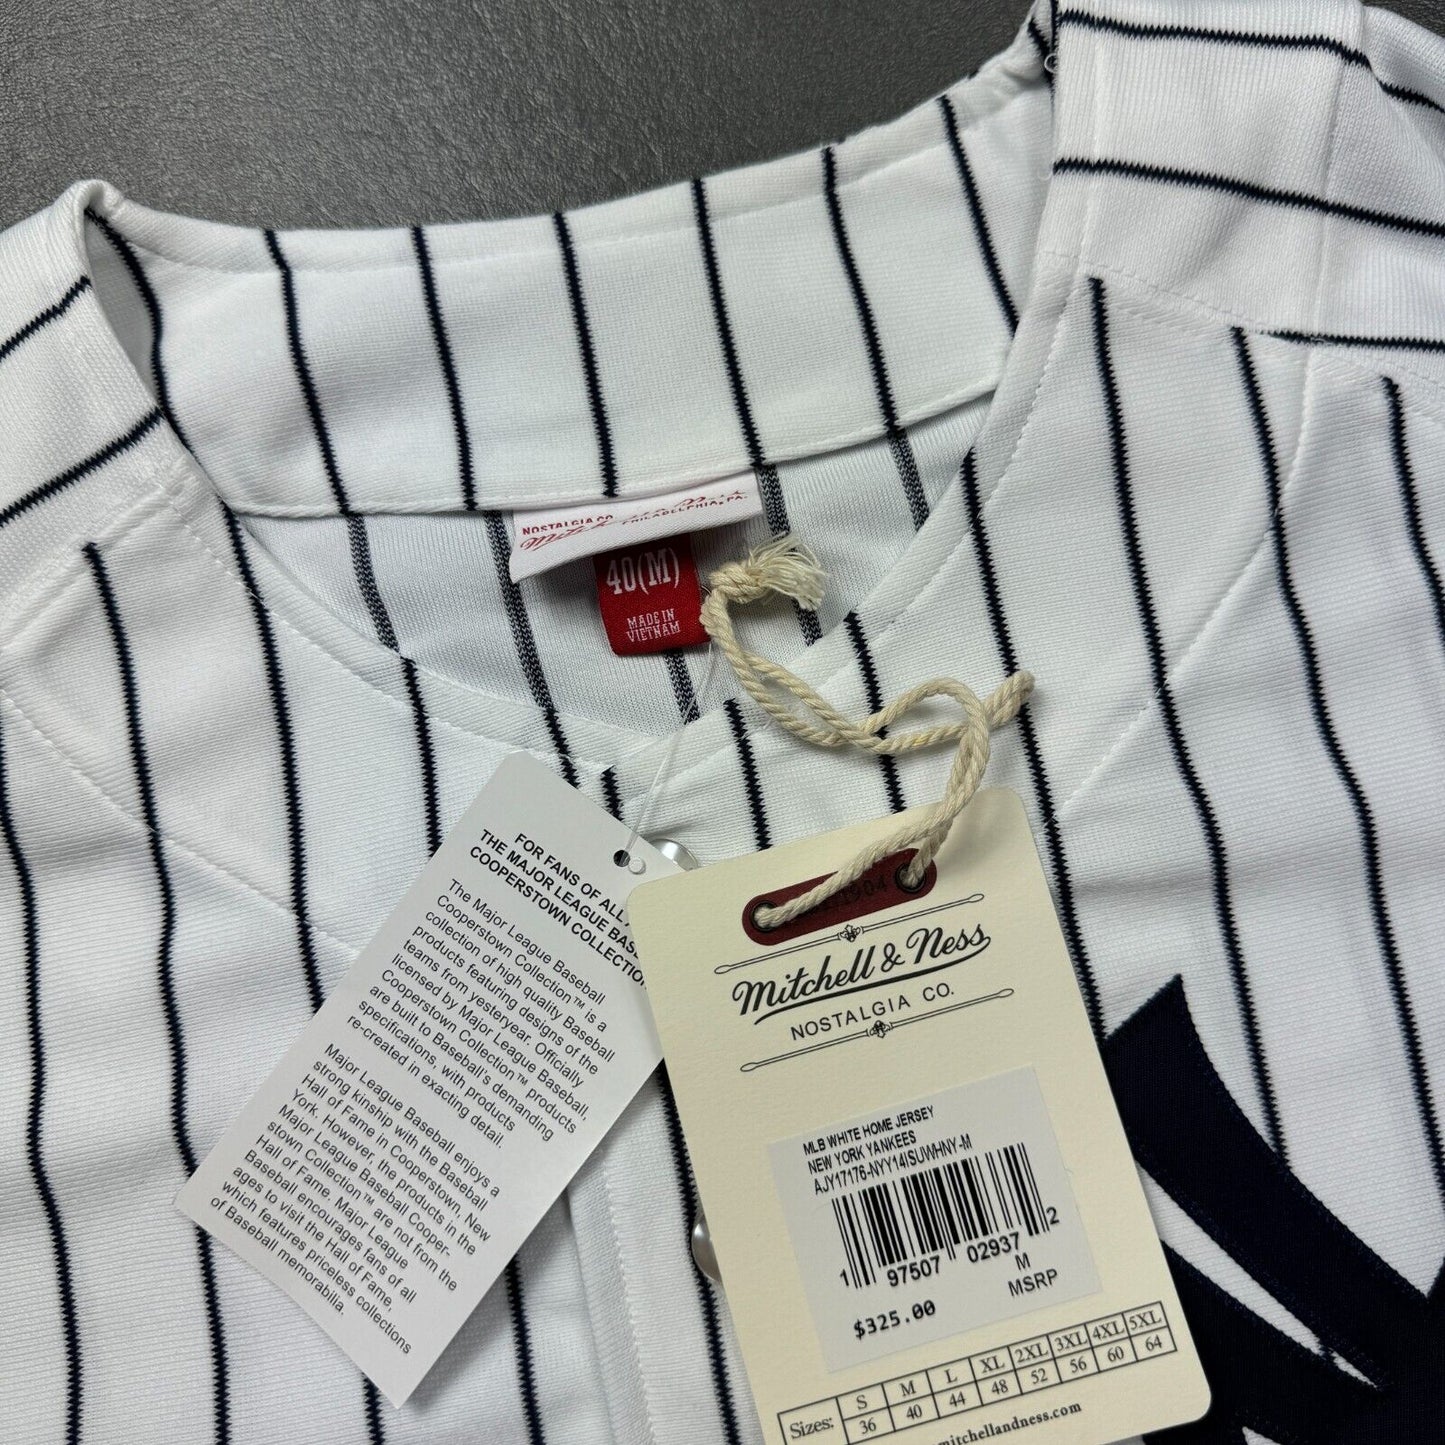 NOSTALGIA CO.
PHILADELPHIA, PA.
40(M)
MADE IN
VIETNAM
FOR FANS OF ALL
THE MAJOR LEAGUE BASE
COOPERSTOWN COLLECTION
The Major League Baseball
Cooperstown Collection™ is a
collection of high quality Baseball
products featuring designs of the
teams from yesteryear. Officially
licensed by Major League Baseball,
Cooperstown Collection™ products
are built to Baseball's demanding
specifications, with products
re-created in exacting detail.
Major League Baseball enjoys a
strong kinship with the Baseball
Hall of Fame in Cooperstown, New
York. However, the products in the
Major League Baseball Cooper-
stown Collection™ are not from the
Hall of Fame. Major League
Baseball encourages fans of all
ages to visit the Hall of Fame,
which features priceless collections
of Baseball memorabilia.
1904
Mitchell & Ness
NOSTALGIA CO.
MLB WHITE HOME JERSEY
NEW YORK YANKEES
AJY17176-NYY14ISUWHNY-M
1 97507 02937 2
M
$325.00 MSRP
Sizes: S M L XL 2XL 3XL 4XL 5XL
36 40 44 48 52 56 60 64
mitchellandness.com